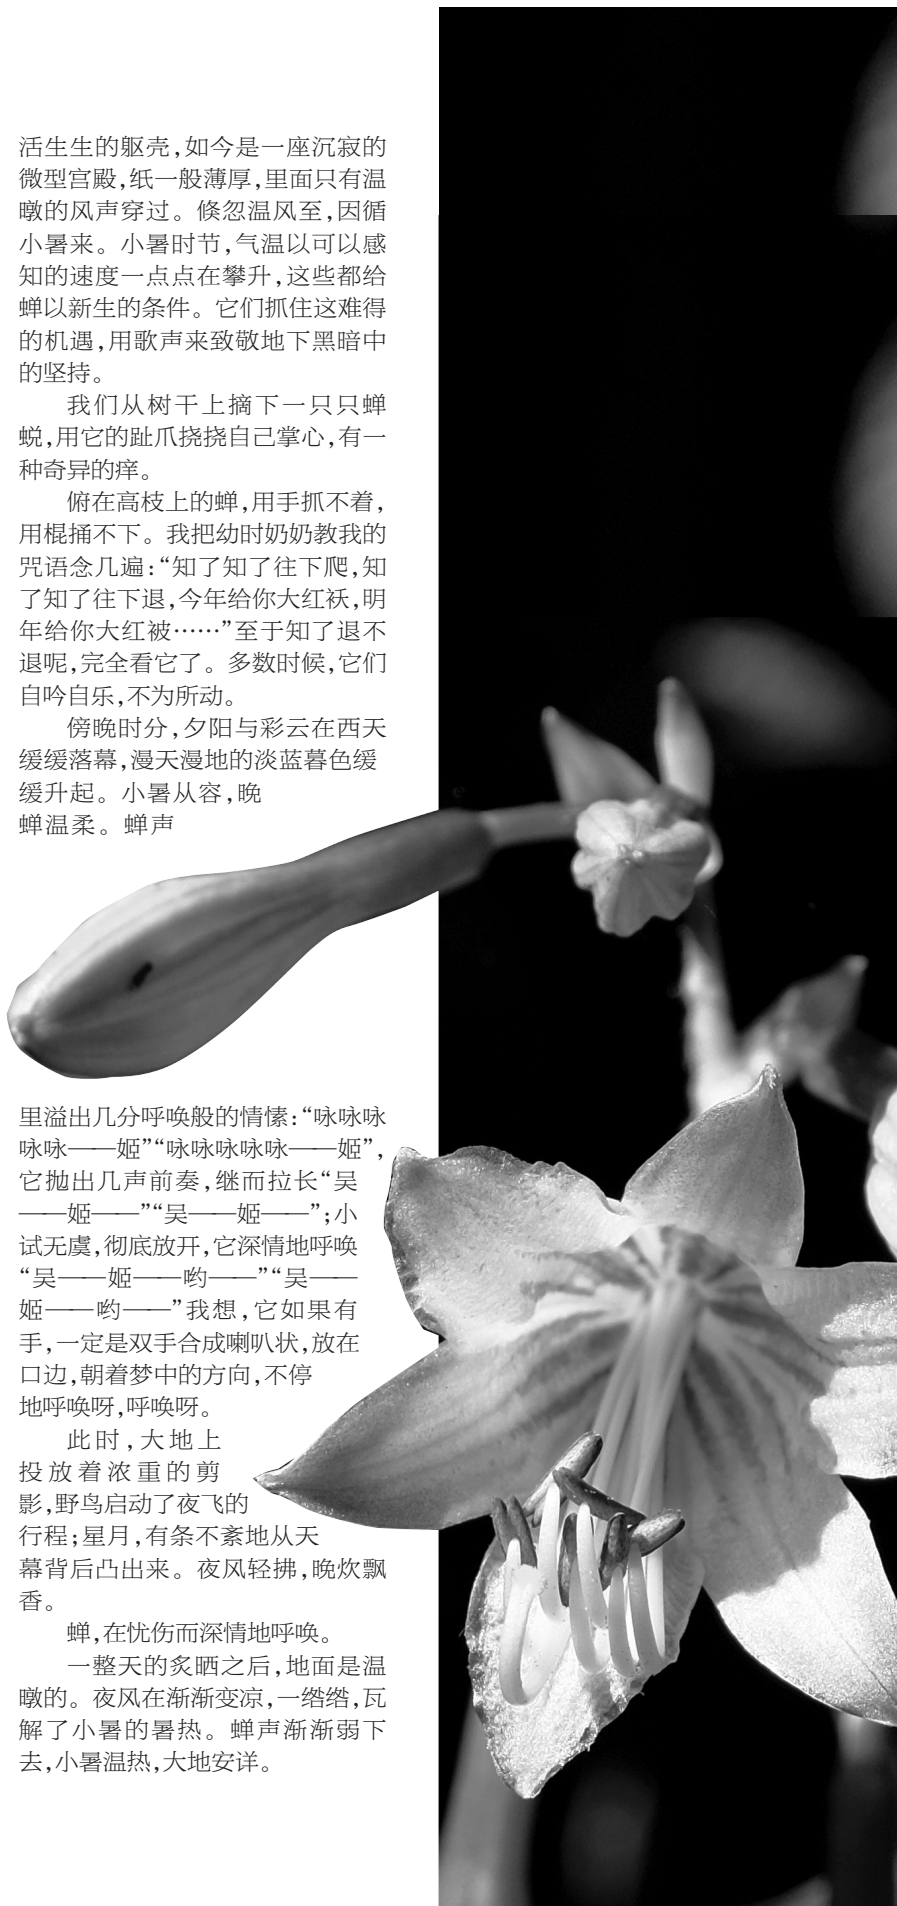 活生生的躯壳,如今是一座沉寂的
微型宫殿,纸一般薄厚,里面只有温
暾的风声穿过。倏忽温风至,因循
小暑来。小暑时节,气温以可以感
知的速度一点点在攀升,这些都给
蝉以新生的条件。它们抓住这难得
的机遇,用歌声来致敬地下黑暗中
的坚持。
我们从树干上摘下一只只蝉
蜕,用它的趾爪挠挠自己掌心,有一
种奇异的痒。
俯在高枝上的蝉,用手抓不着,
用棍捅不下。我把幼时奶奶教我的
咒语念几遍:“知了知了往下爬,知
了知了往下退,今年给你大红袄,明
年给你大红被……”至于知了退不
退呢,完全看它了。多数时候,它们
自吟自乐,不为所动。
傍晚时分,夕阳与彩云在西天
缓缓落幕,漫天漫地的淡蓝暮色缓
缓升起。小暑从容,晚
蝉温柔。蝉声
里溢出几分呼唤般的情愫:“咏咏咏
咏咏——姬”“咏咏咏咏咏——姬”,
它抛出几声前奏,继而拉长“吴
——姬——”“吴——姬——”;小
试无虞,彻底放开,它深情地呼唤
“吴——姬——哟——”“吴——
姬——哟——”我想,它如果有
手,一定是双手合成喇叭状,放在
口边,朝着梦中的方向,不停
地呼唤呀,呼唤呀。
此时,大地上
投放着浓重的剪
影,野鸟启动了夜飞的
行程;星月,有条不紊地从天
幕背后凸出来。夜风轻拂,晚炊飘
香。
蝉,在忧伤而深情地呼唤。
一整天的炙晒之后,地面是温
暾的。夜风在渐渐变凉,一绺绺,瓦
解了小暑的暑热。蝉声渐渐弱下
去,小暑温热,大地安详。